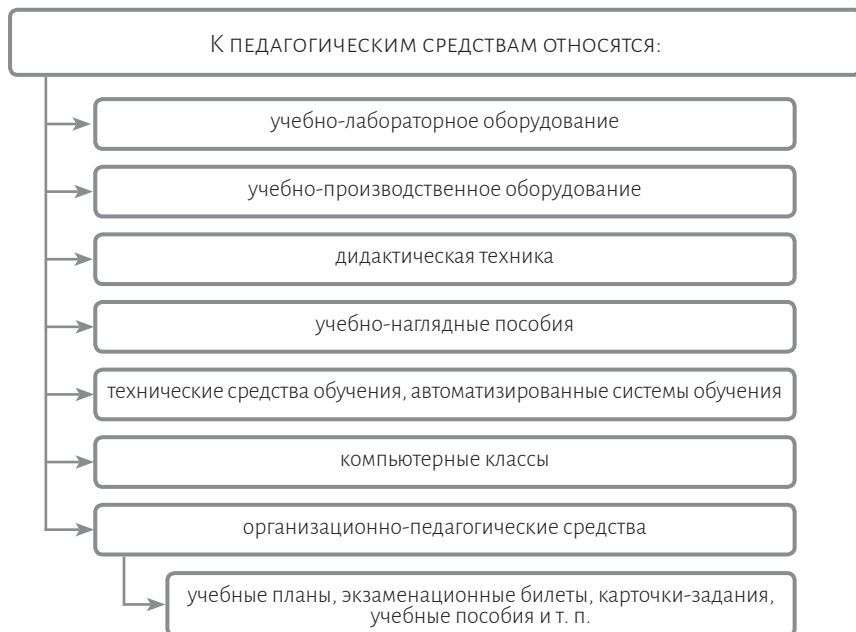 К ПЕДАГОГИЧЕСКИМ СРЕДСТВАМ ОТНОСЯТСЯ:
учебно-лабораторное оборудование
учебно-производственное оборудование
дидактическая техника
учебно-наглядные пособия
технические средства обучения, автоматизированные системы обучения
компьютерные классы
организационно-педагогические средства
учебные планы, экзаменационные билеты, карточки-задания,
учебные пособия и т. п.